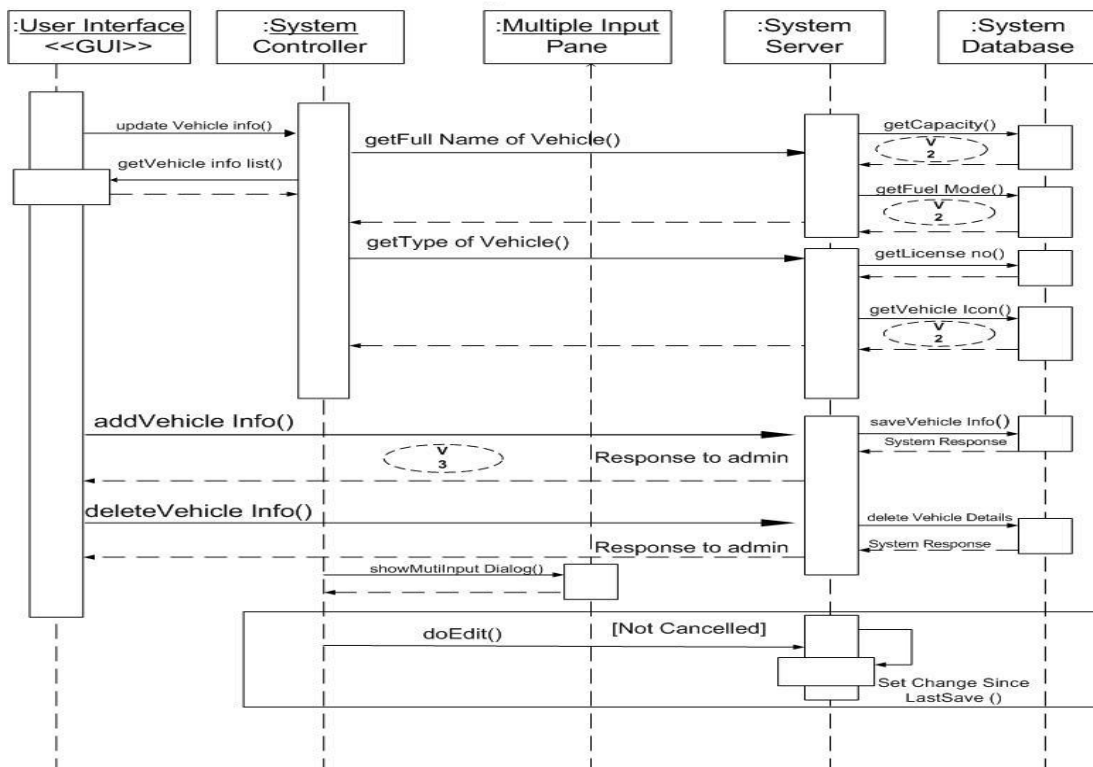 :User Interface
<<GUI>>
:System
Controller
:Multiple Input
Pane
:System
Server
:System
Database
update Vehicle info()
getFull Name of Vehicle()
getCapacity()
V
2
getVehicle info list()
getFuel Mode()
V
2
getType of Vehicle()
getLicense no()
getVehicle Icon()
V
2
addVehicle Info()
saveVehicle Info()
System Response
V
3
Response to admin
deleteVehicle Info()
delete Vehicle Details
System Response
Response to admin
showMutiInput Dialog()
doEdit()
[Not Cancelled]
Set Change Since
LastSave ()